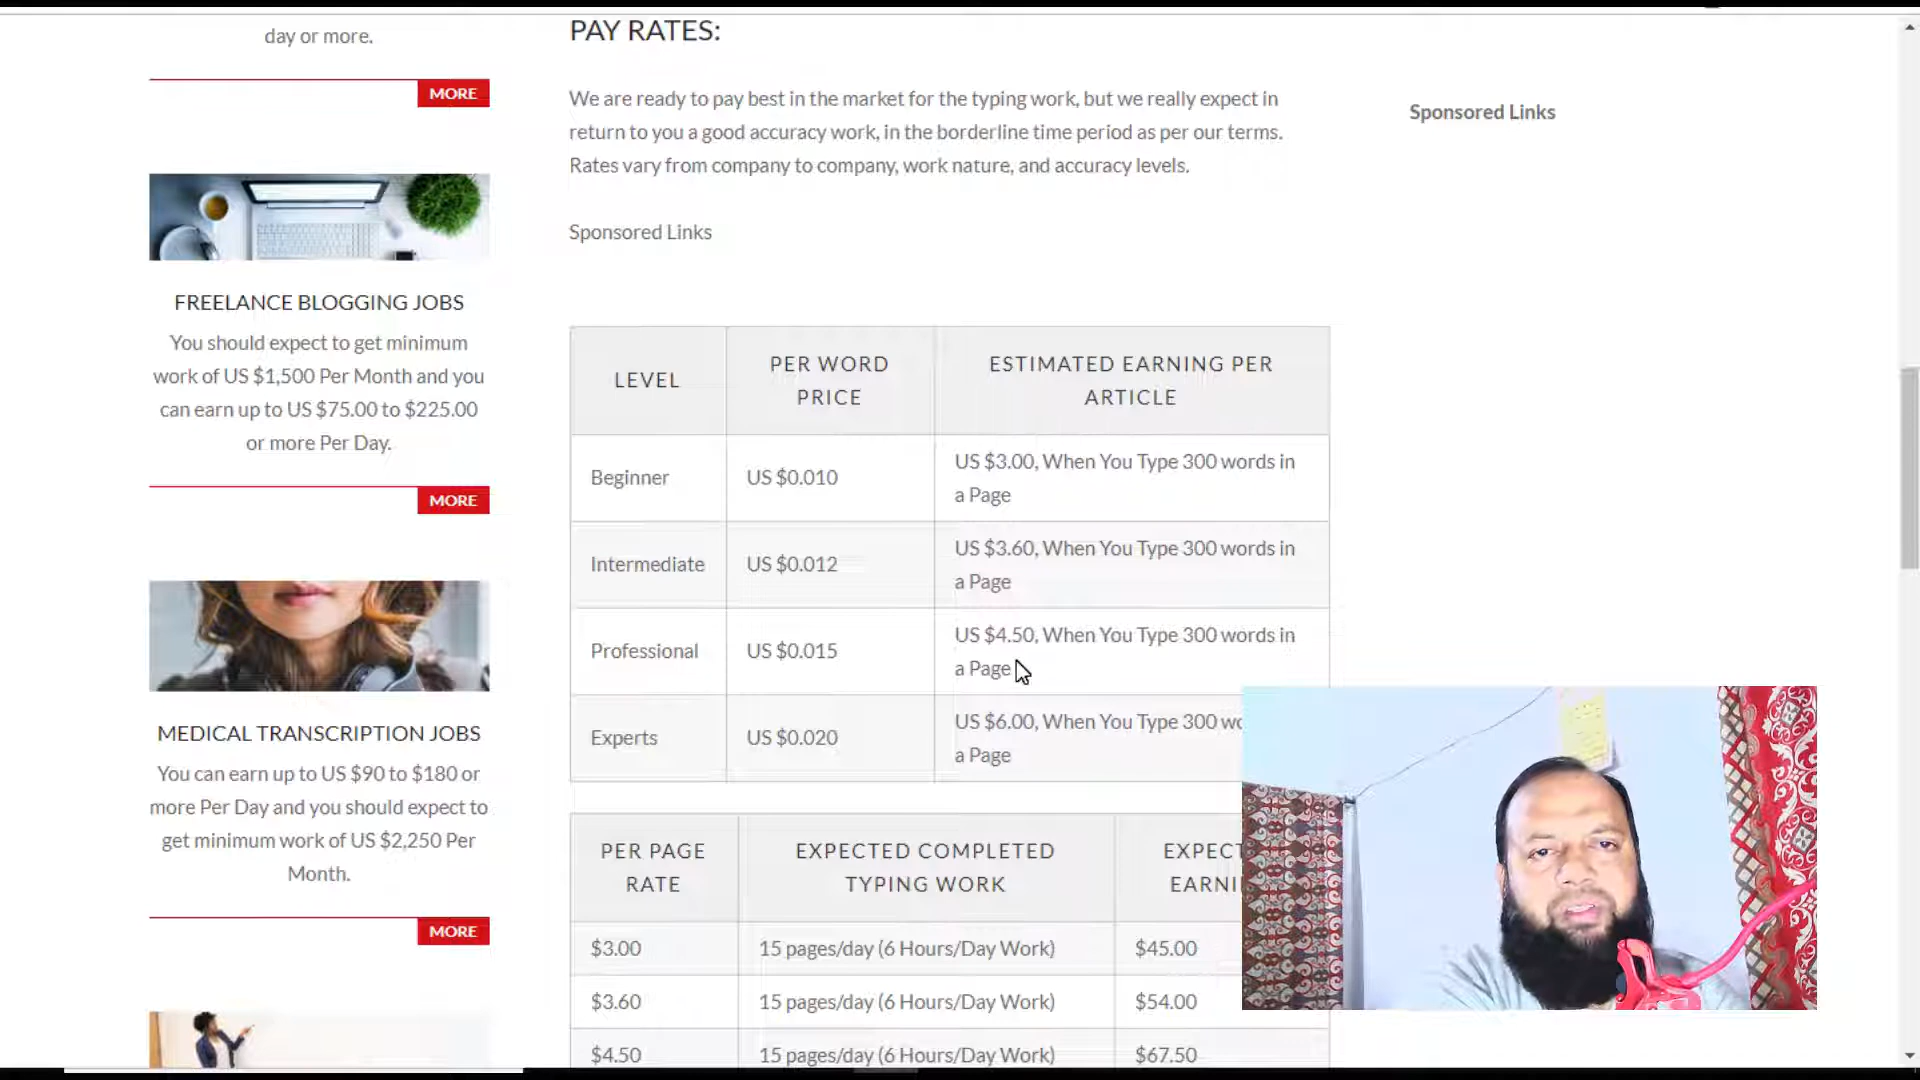 day or more.
MORE
FREELANCE BLOGGING JOBS
You should expect to get minimum
work of US $1,500 Per Month and you
can earn up to US $75.00 to $225.00
or more Per Day.
MORE
MEDICAL TRANSCRIPTION JOBS
You can earn up to US $90 to $180 or
more Per Day and you should expect to
get minimum work of US $2,250 Per
Month.
MORE
PAY RATES:
We are ready to pay best in the market for the typing work, but we really expect in
return to you a good accuracy work, in the borderline time period as per our terms.
Rates vary from company to company, work nature, and accuracy levels.
Sponsored Links
LEVEL
PER WORD
PRICE
ESTIMATED EARNING PER
ARTICLE
Beginner
US $0.010
US $3.00, When You Type 300 words in
a Page
Intermediate
US $0.012
US $3.60, When You Type 300 words in
a Page
Professional
US $0.015
US $4.50, When You Type 300 words in
a Page
Experts
US $0.020
US $6.00, When You Type 300 wo
a Page
PER PAGE
RATE
EXPECTED COMPLETED
TYPING WORK
EXPECT
EARNI
$3.00
15 pages/day (6 Hours/Day Work)
$45.00
$3.60
15 pages/day (6 Hours/Day Work)
$54.00
$4.50
15 pages/day (6 Hours/Day Work)
$67.50
Sponsored Links